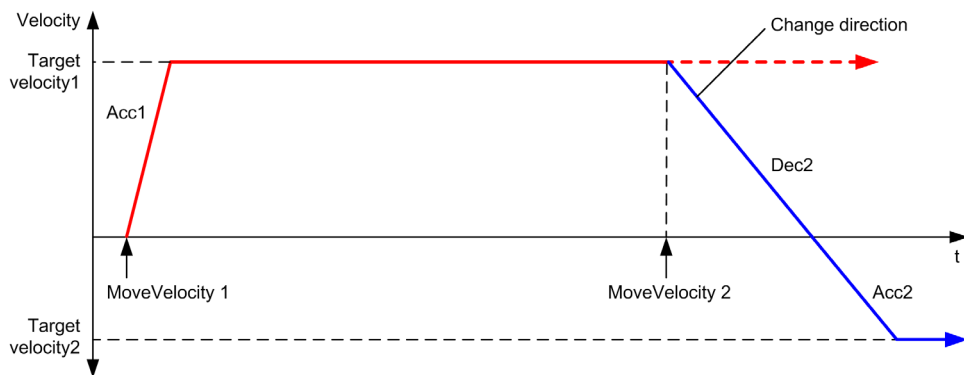 Velocity
Change direction
Target
velocity1
Acc1
Dec2
t
MoveVelocity 1
MoveVelocity 2
Acc2
Target
velocity2